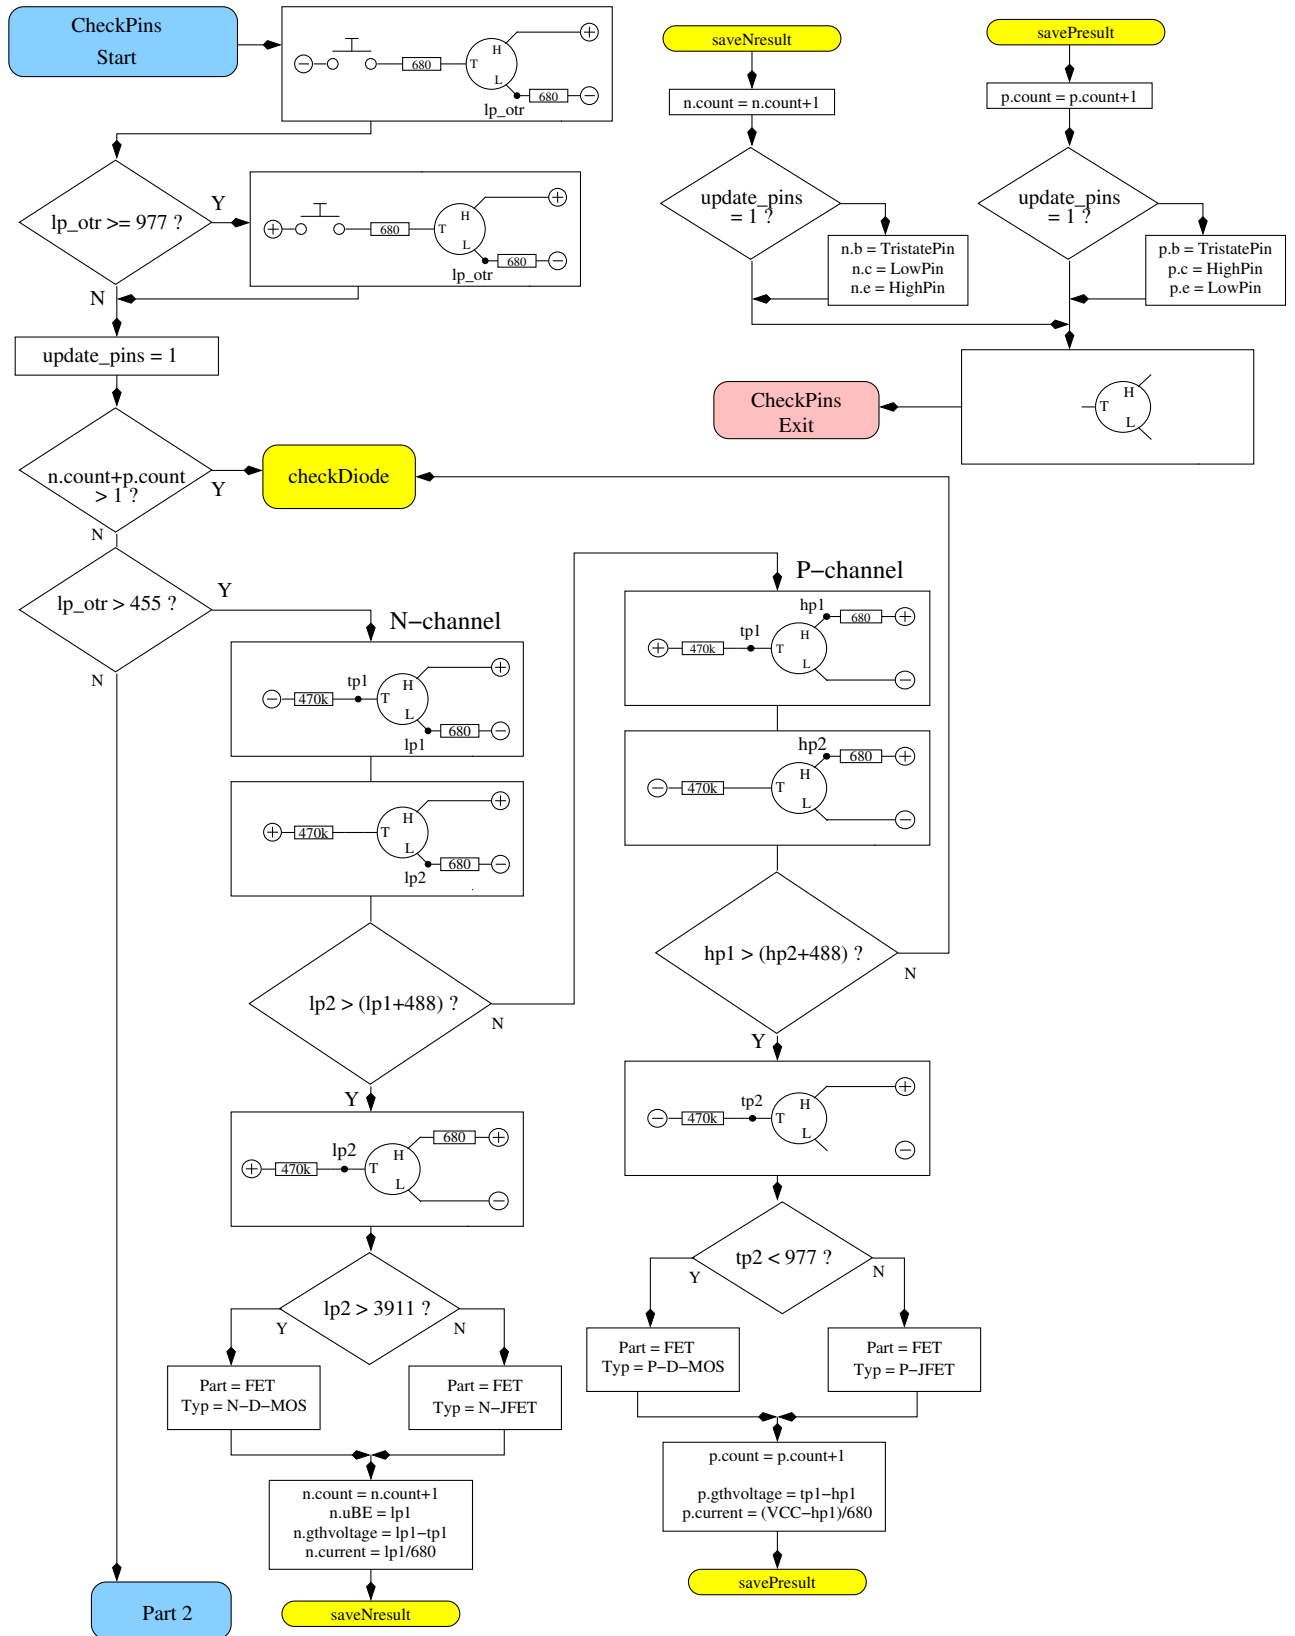 CheckPins
Start
− 680 T H L + 680 −
lp_otr
lp_otr >= 977 ?
Y
N
+ 680 T H L + 680 −
lp_otr
update_pins = 1
n.count+p.count
> 1 ?
Y
N
checkDiode
lp_otr > 455 ?
Y
N
N−channel
tp1
− 470k T H L + 680 −
lp1
+ 470k T H L + 680 −
lp2
lp2 > (lp1+488) ?
N
Y
lp2
+ 470k T H L 680 + −
lp2 > 3911 ?
Y
N
Part = FET
Typ = N−D−MOS
Part = FET
Typ = N−JFET
n.count = n.count+1
n.uBE = lp1
n.gthvoltage = lp1−tp1
n.current = lp1/680
saveNresult
Part 2
P−channel
hp1
tp1
+ 470k T H L 680 + −
hp2
− 470k T H L 680 + −
hp1 > (hp2+488) ?
N
Y
tp2
− 470k T H L + −
tp2 < 977 ?
Y
N
Part = FET
Typ = P−D−MOS
Part = FET
Typ = P−JFET
p.count = p.count+1
p.gthvoltage = tp1−hp1
p.current = (VCC−hp1)/680
savePresult
saveNresult
n.count = n.count+1
update_pins
= 1 ?
n.b = TristatePin
n.c = LowPin
n.e = HighPin
savePresult
p.count = p.count+1
update_pins
= 1 ?
p.b = TristatePin
p.c = HighPin
p.e = LowPin
T H L
CheckPins
Exit